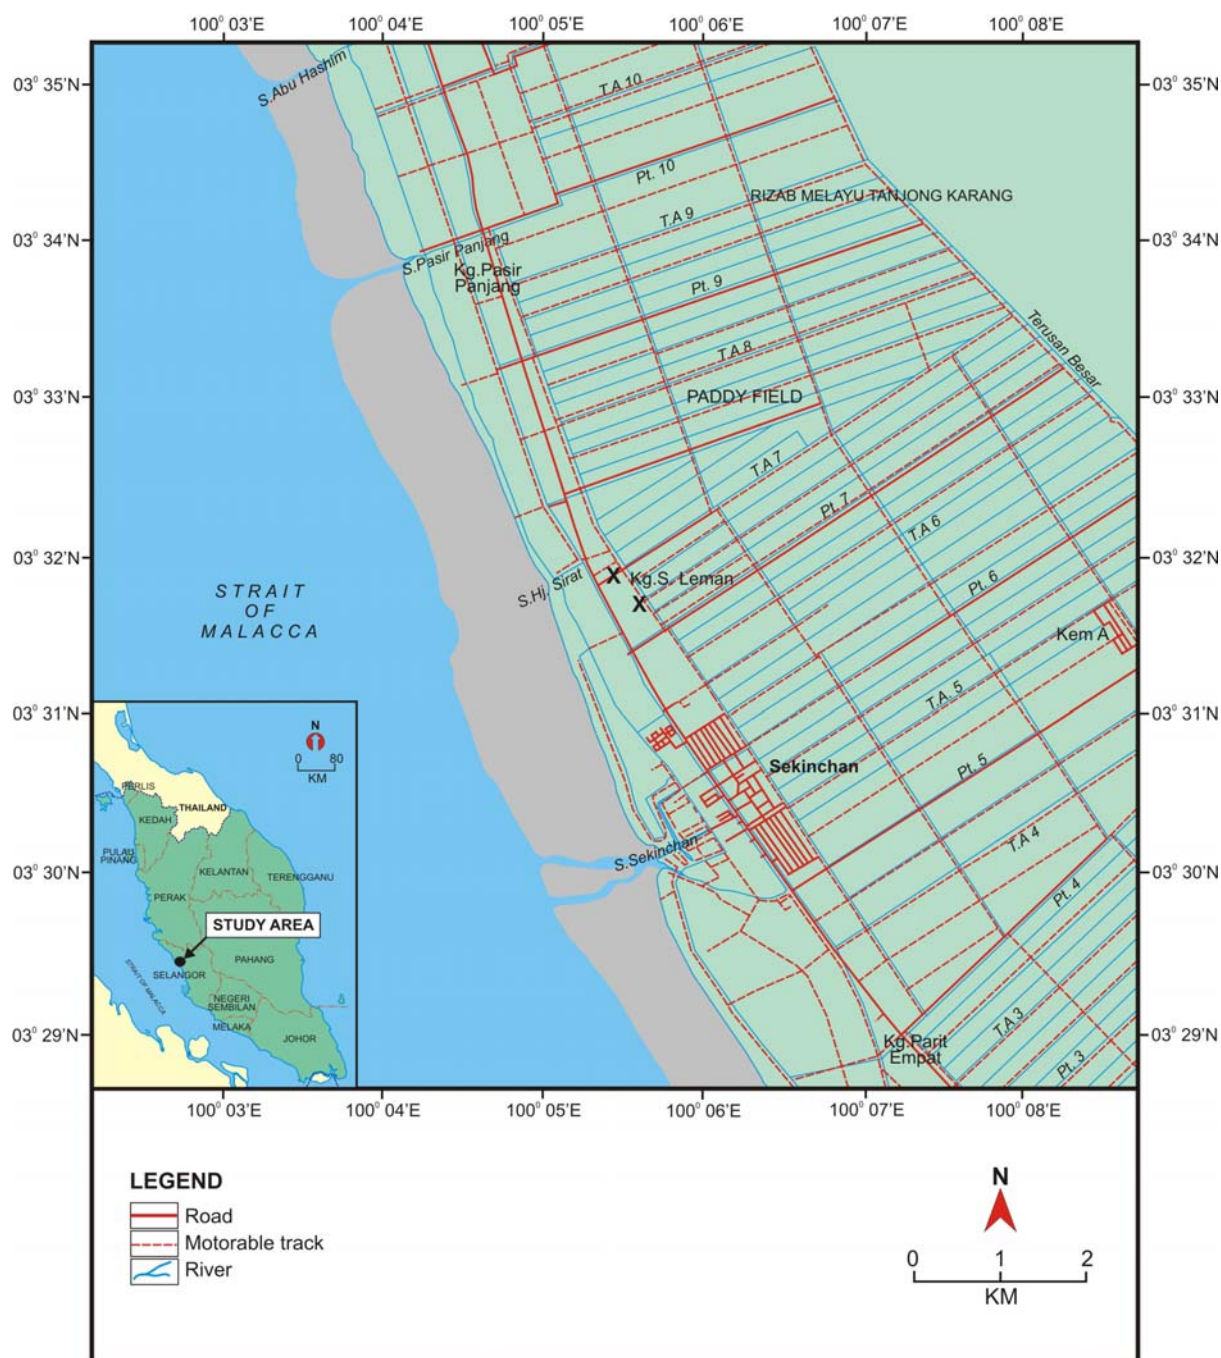 100° 03'E 100° 04'E 100° 05'E 100° 06'E 100° 07'E 100° 08'E
03° 35'N
03° 35'N
S.Abu Hashim
T.A 10
Pt. 10
RIZAB MELAYU TANJONG KARANG
T.A 9
03° 34'N
03° 34'N
S.Pasir Panjang
Kg.Pasir
Panjang
Pt. 9
Terusan Besar
T.A 8
03° 33'N
PADDY FIELD
03° 33'N
T.A 7
Pt. 7
T.A 6
03° 32'N
03° 32'N
S.Hj. Sirat
X Kg.S. Leman
X
Pt. 6
STRAIT
OF
MALACCA
Kem A
T.A. 5
03° 31'N
03° 31'N
Sekinchan
Pt. 5
T.A 4
S.Sekinchan
03° 30'N
03° 30'N
Pt. 4
T.A 3
03° 29'N
03° 29'N
Kg.Parit
Empat
Pt. 3
N
0 80
KM
PERLIS
THAILAND
KEDAH
PULAU
PINANG
KELANTAN
TERENGGANU
PERAK
STUDY AREA
PAHANG
SELANGOR
STRAIT OF MALACCA
NEGERI
SEMBILAN
MELAKA
JOHOR
100° 03'E 100° 04'E 100° 05'E 100° 06'E 100° 07'E 100° 08'E
LEGEND
Road
Motorable track
River
N
0 1 2
KM